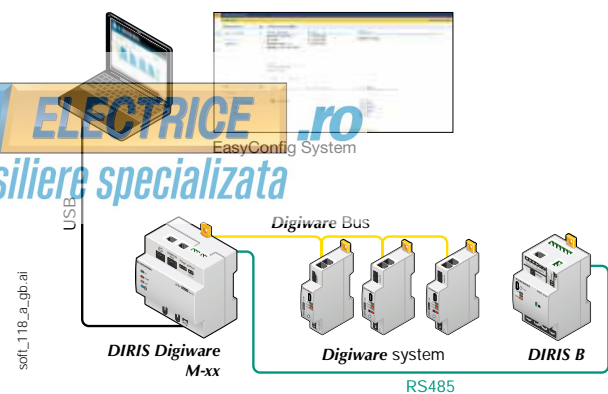 ELECTRICE .ro
siliere specializata
EasyConfig System
USB
Digiware Bus
soft_118_a_gb.ai
DIRIS Digiware
M-xx
Digiware system
DIRIS B
RS485